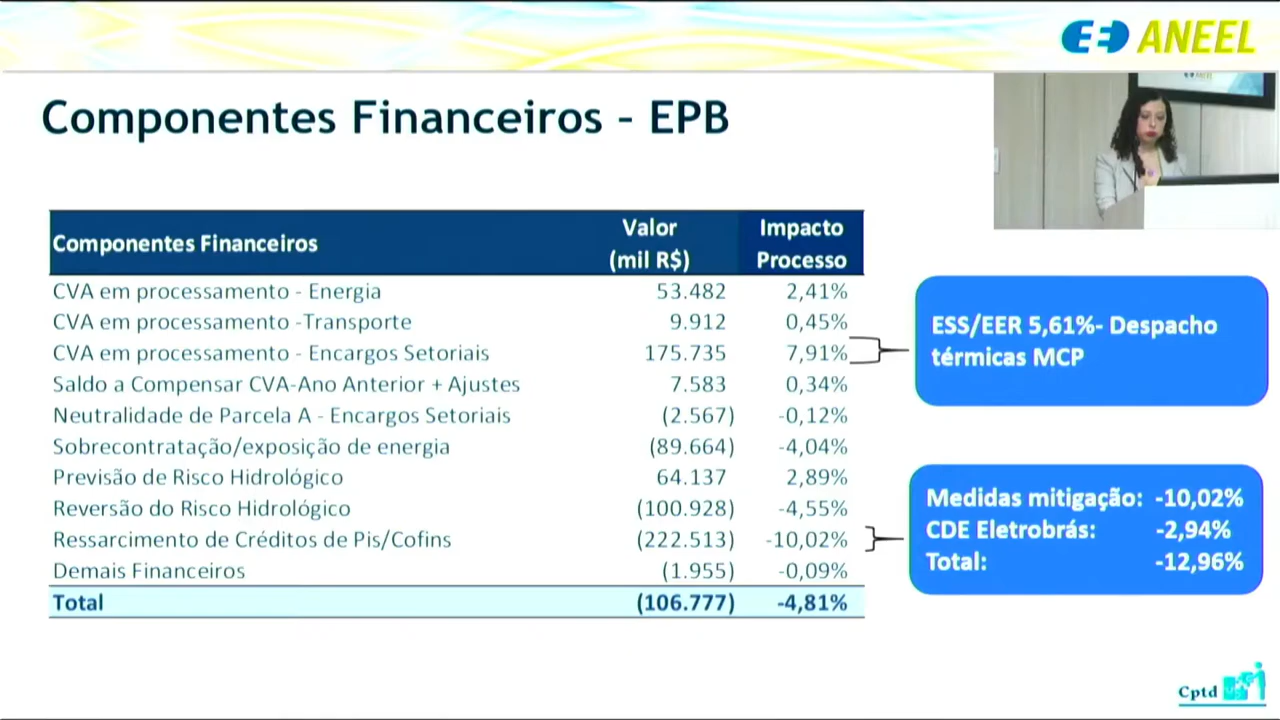 ANEEL
Componentes Financeiros - EPB
Componentes Financeiros Valor (mil R$) Impacto Processo
CVA em processamento - Energia 53.482 2,41%
CVA em processamento -Transporte 9.912 0,45%
CVA em processamento - Encargos Setoriais 175.735 7,91%
Saldo a Compensar CVA-Ano Anterior + Ajustes 7.583 0,34%
Neutralidade de Parcela A - Encargos Setoriais (2.567) -0,12%
Sobrecontratação/exposição de energia (89.664) -4,04%
Previsão de Risco Hidrológico 64.137 2,89%
Reversão do Risco Hidrológico (100.928) -4,55%
Ressarcimento de Créditos de Pis/Cofins (222.513) -10,02%
Demais Financeiros (1.955) -0,09%
Total (106.777) -4,81%
ESS/EER 5,61%- Despacho
térmicas MCP
Medidas mitigação: -10,02%
CDE Eletrobrás: -2,94%
Total: -12,96%
Cptd